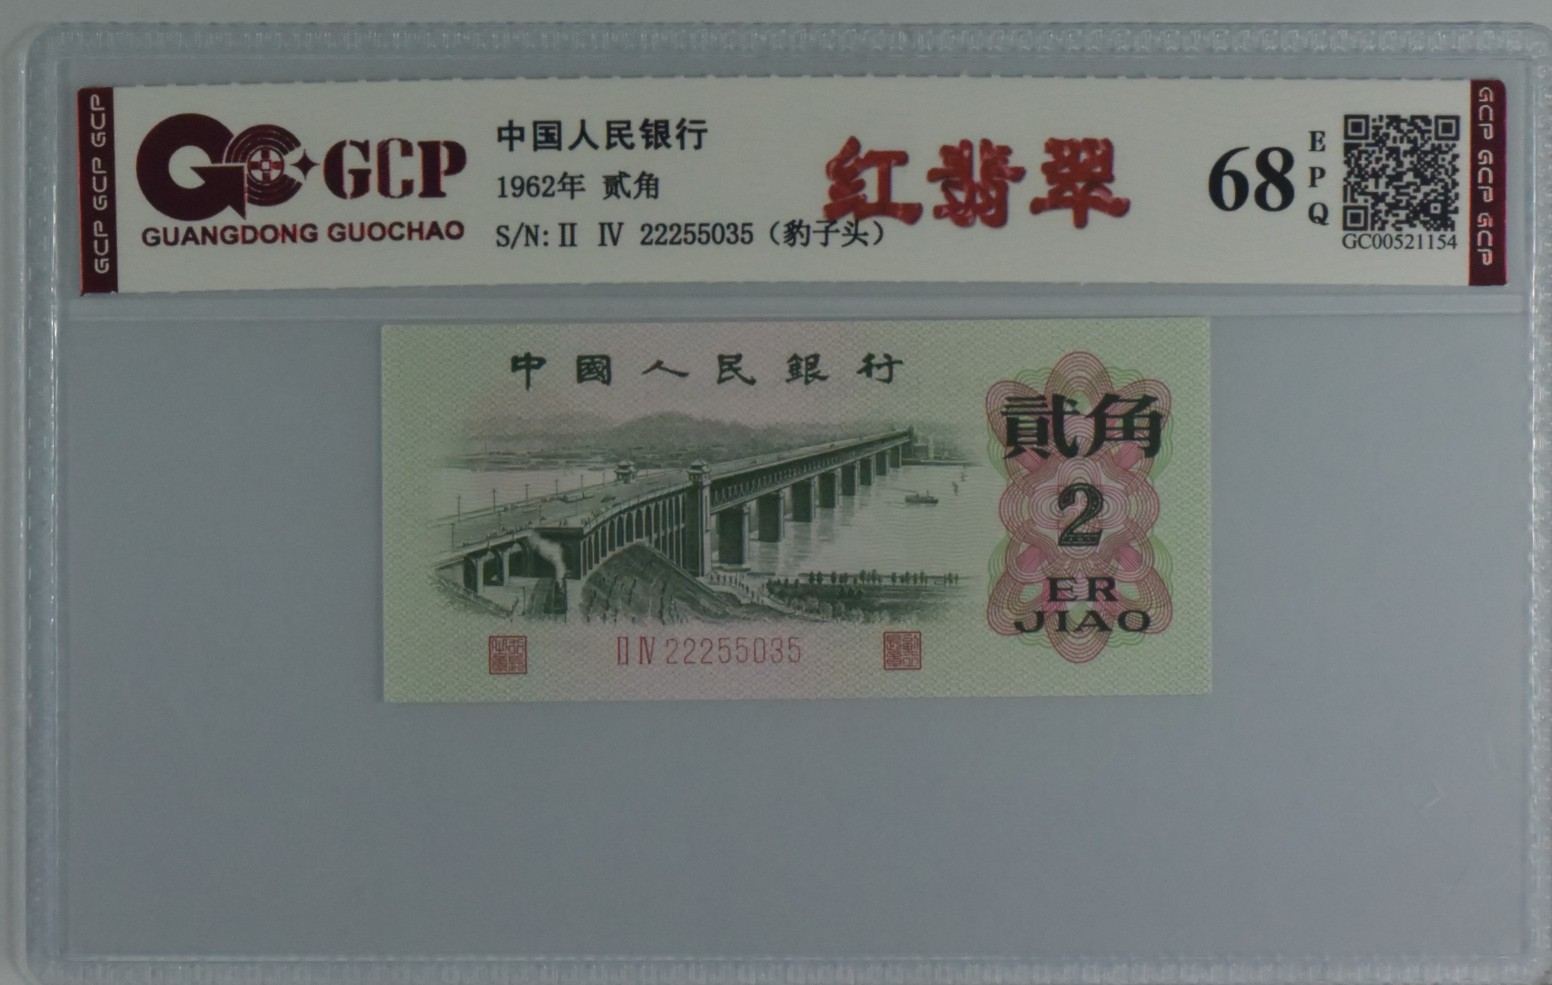 GCP GCP GCP
GCP
GUANGDONG GUOCHAO
中国人民银行
1962年 贰角
S/N: II IV 22255035（豹子头）
红翡翠
68
EPQ
GC00521154
GCP GCP GCP
中國人民銀行
貳角
2
ER
JIAO
II IV 22255035